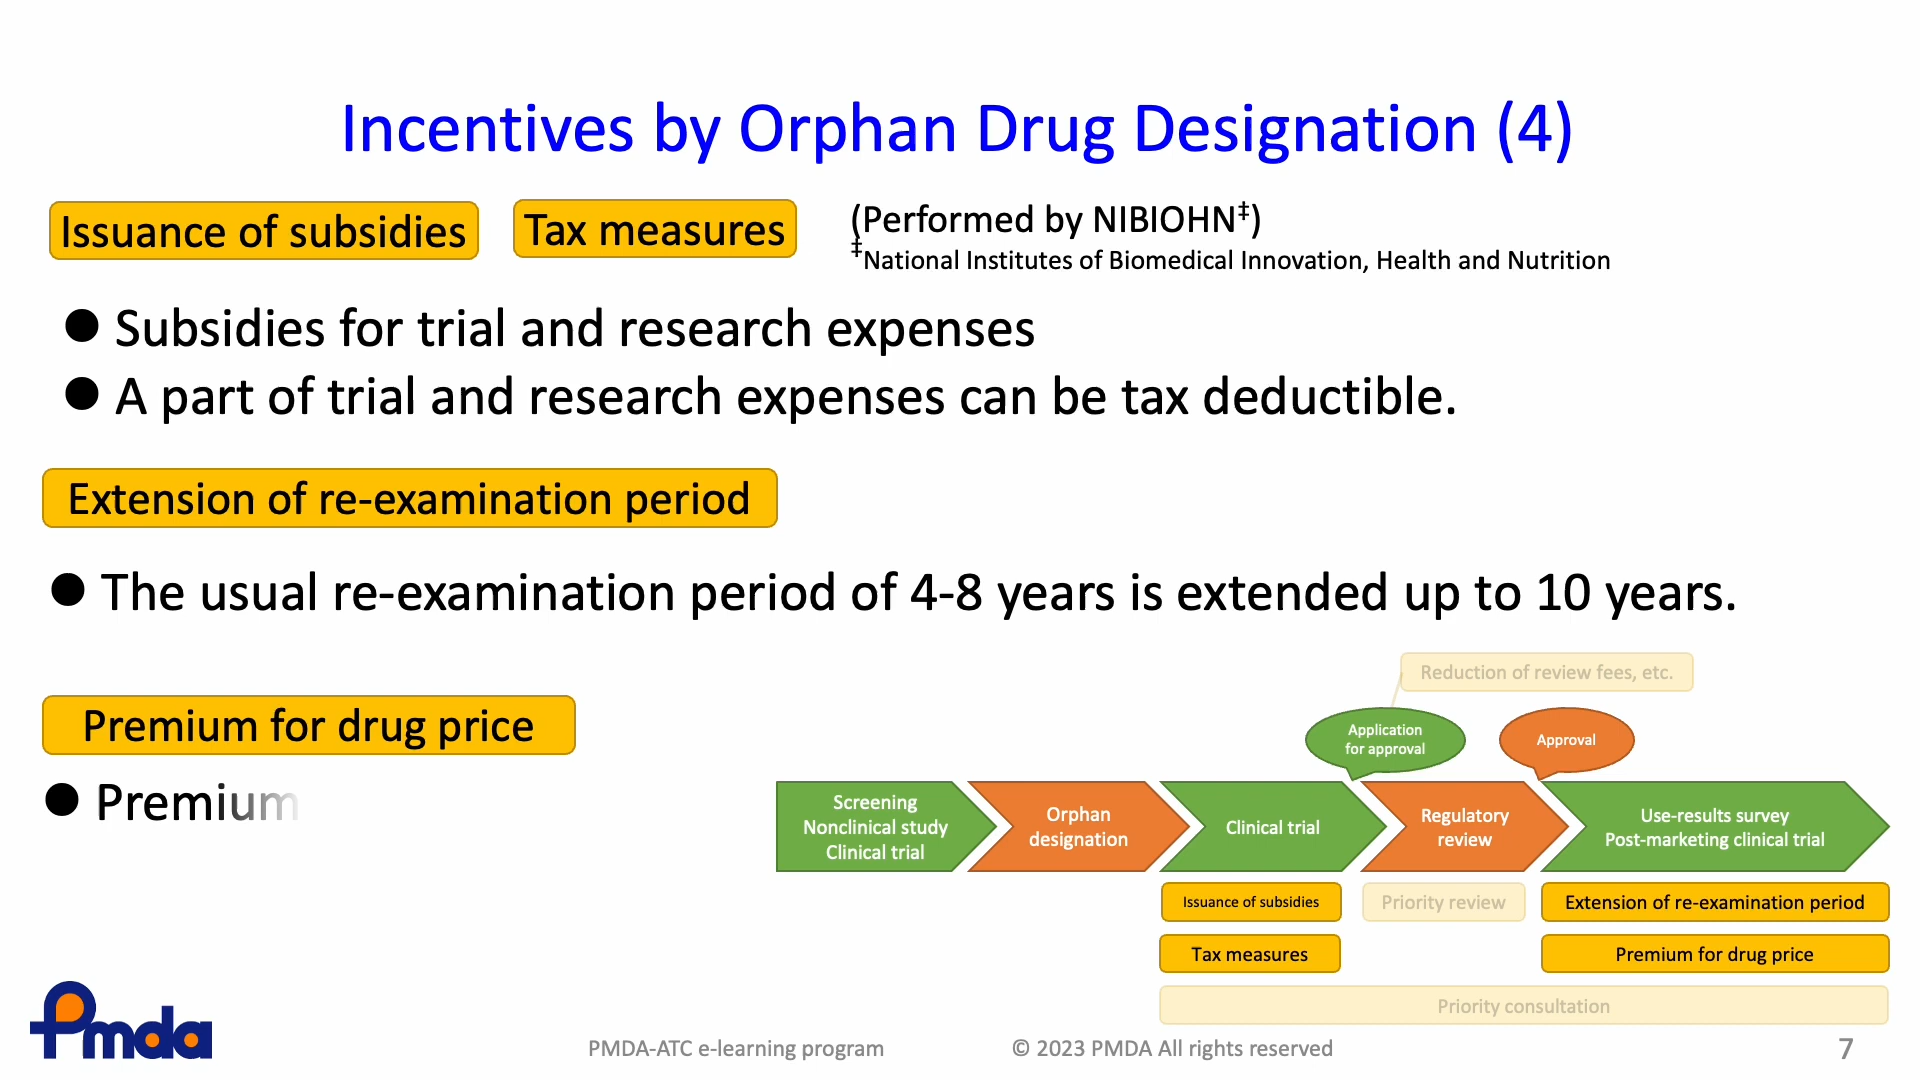 Incentives by Orphan Drug Designation (4)
Issuance of subsidies
Tax measures
(Performed by NIBIOHN‡)
‡National Institutes of Biomedical Innovation, Health and Nutrition
● Subsidies for trial and research expenses
● A part of trial and research expenses can be tax deductible.
Extension of re-examination period
● The usual re-examination period of 4-8 years is extended up to 10 years.
Premium for drug price
● Premium
Reduction of review fees, etc.
Application
for approval
Approval
Screening
Nonclinical study
Clinical trial
Orphan
designation
Clinical trial
Regulatory
review
Use-results survey
Post-marketing clinical trial
Issuance of subsidies
Priority review
Extension of re-examination period
Tax measures
Premium for drug price
Priority consultation
Pmda
PMDA-ATC e-learning program
© 2023 PMDA All rights reserved
7